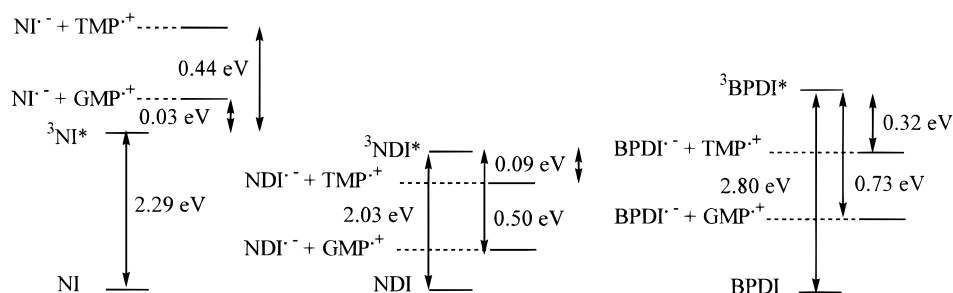 NI·- + TMP·+
0.44 eV
NI·- + GMP·+
0.03 eV
3NI*
2.29 eV
NI
3NDI*
0.09 eV
NDI·- + TMP·+
2.03 eV
0.50 eV
NDI·- + GMP·+
NDI
3BPDI*
0.32 eV
BPDI·- + TMP·+
2.80 eV
0.73 eV
BPDI·- + GMP·+
BPDI